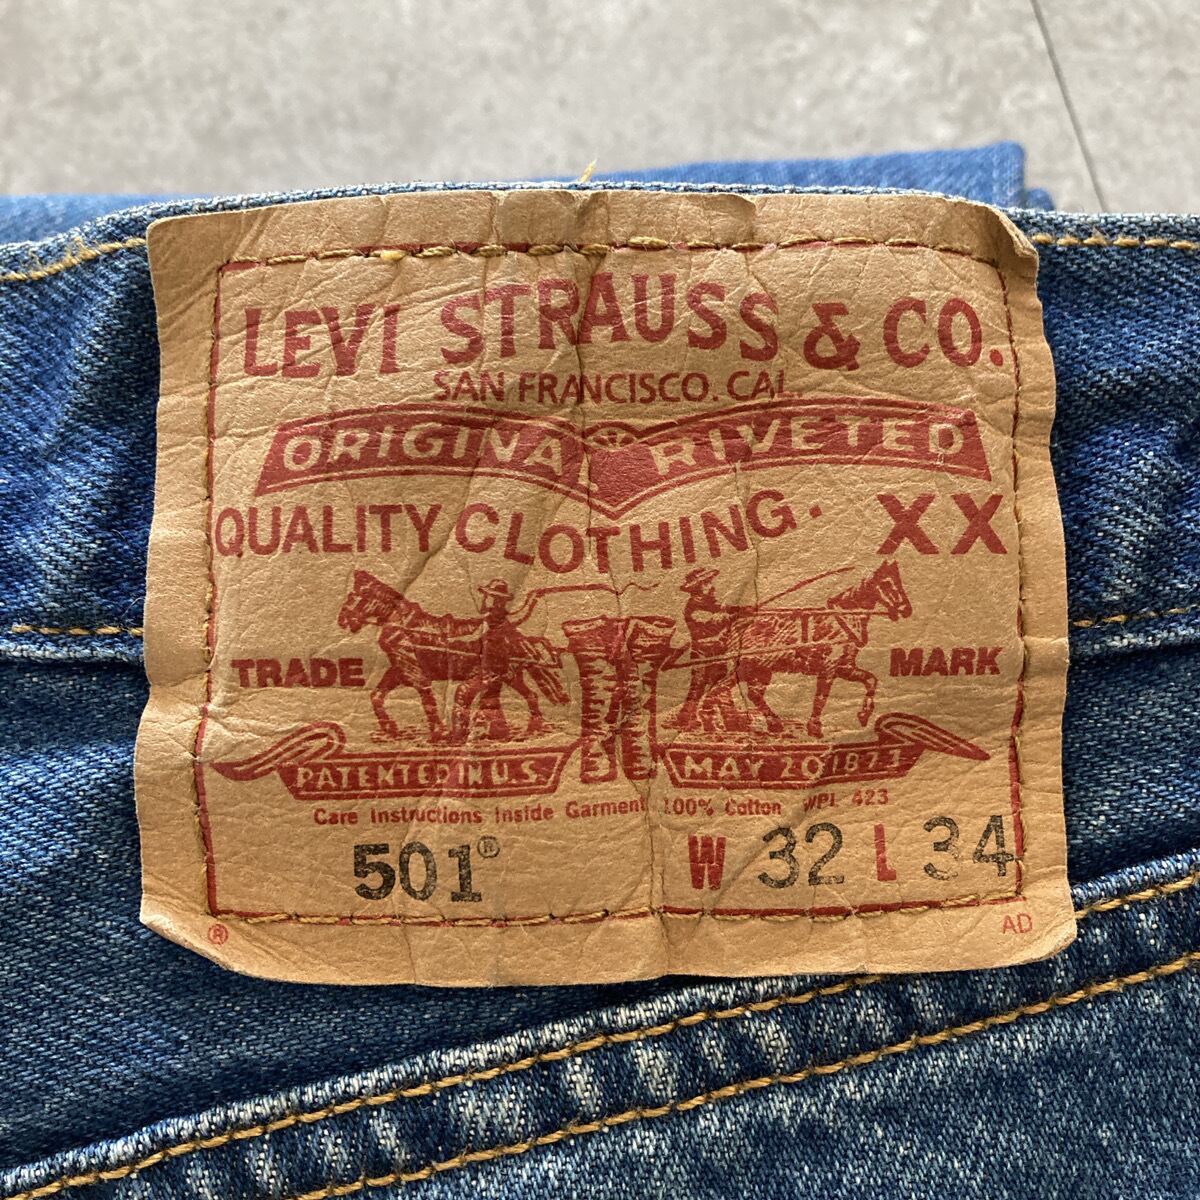 LEVI STRAUSS & CO.
SAN FRANCISCO. CAL.
ORIGINAL RIVETED
QUALITY CLOTHING. XX
TRADE MARK
PATENTED IN U.S. MAY 20 1873
Care Instructions Inside Garment 100% Cotton WPL 423
501® W 32 L 34
® AD